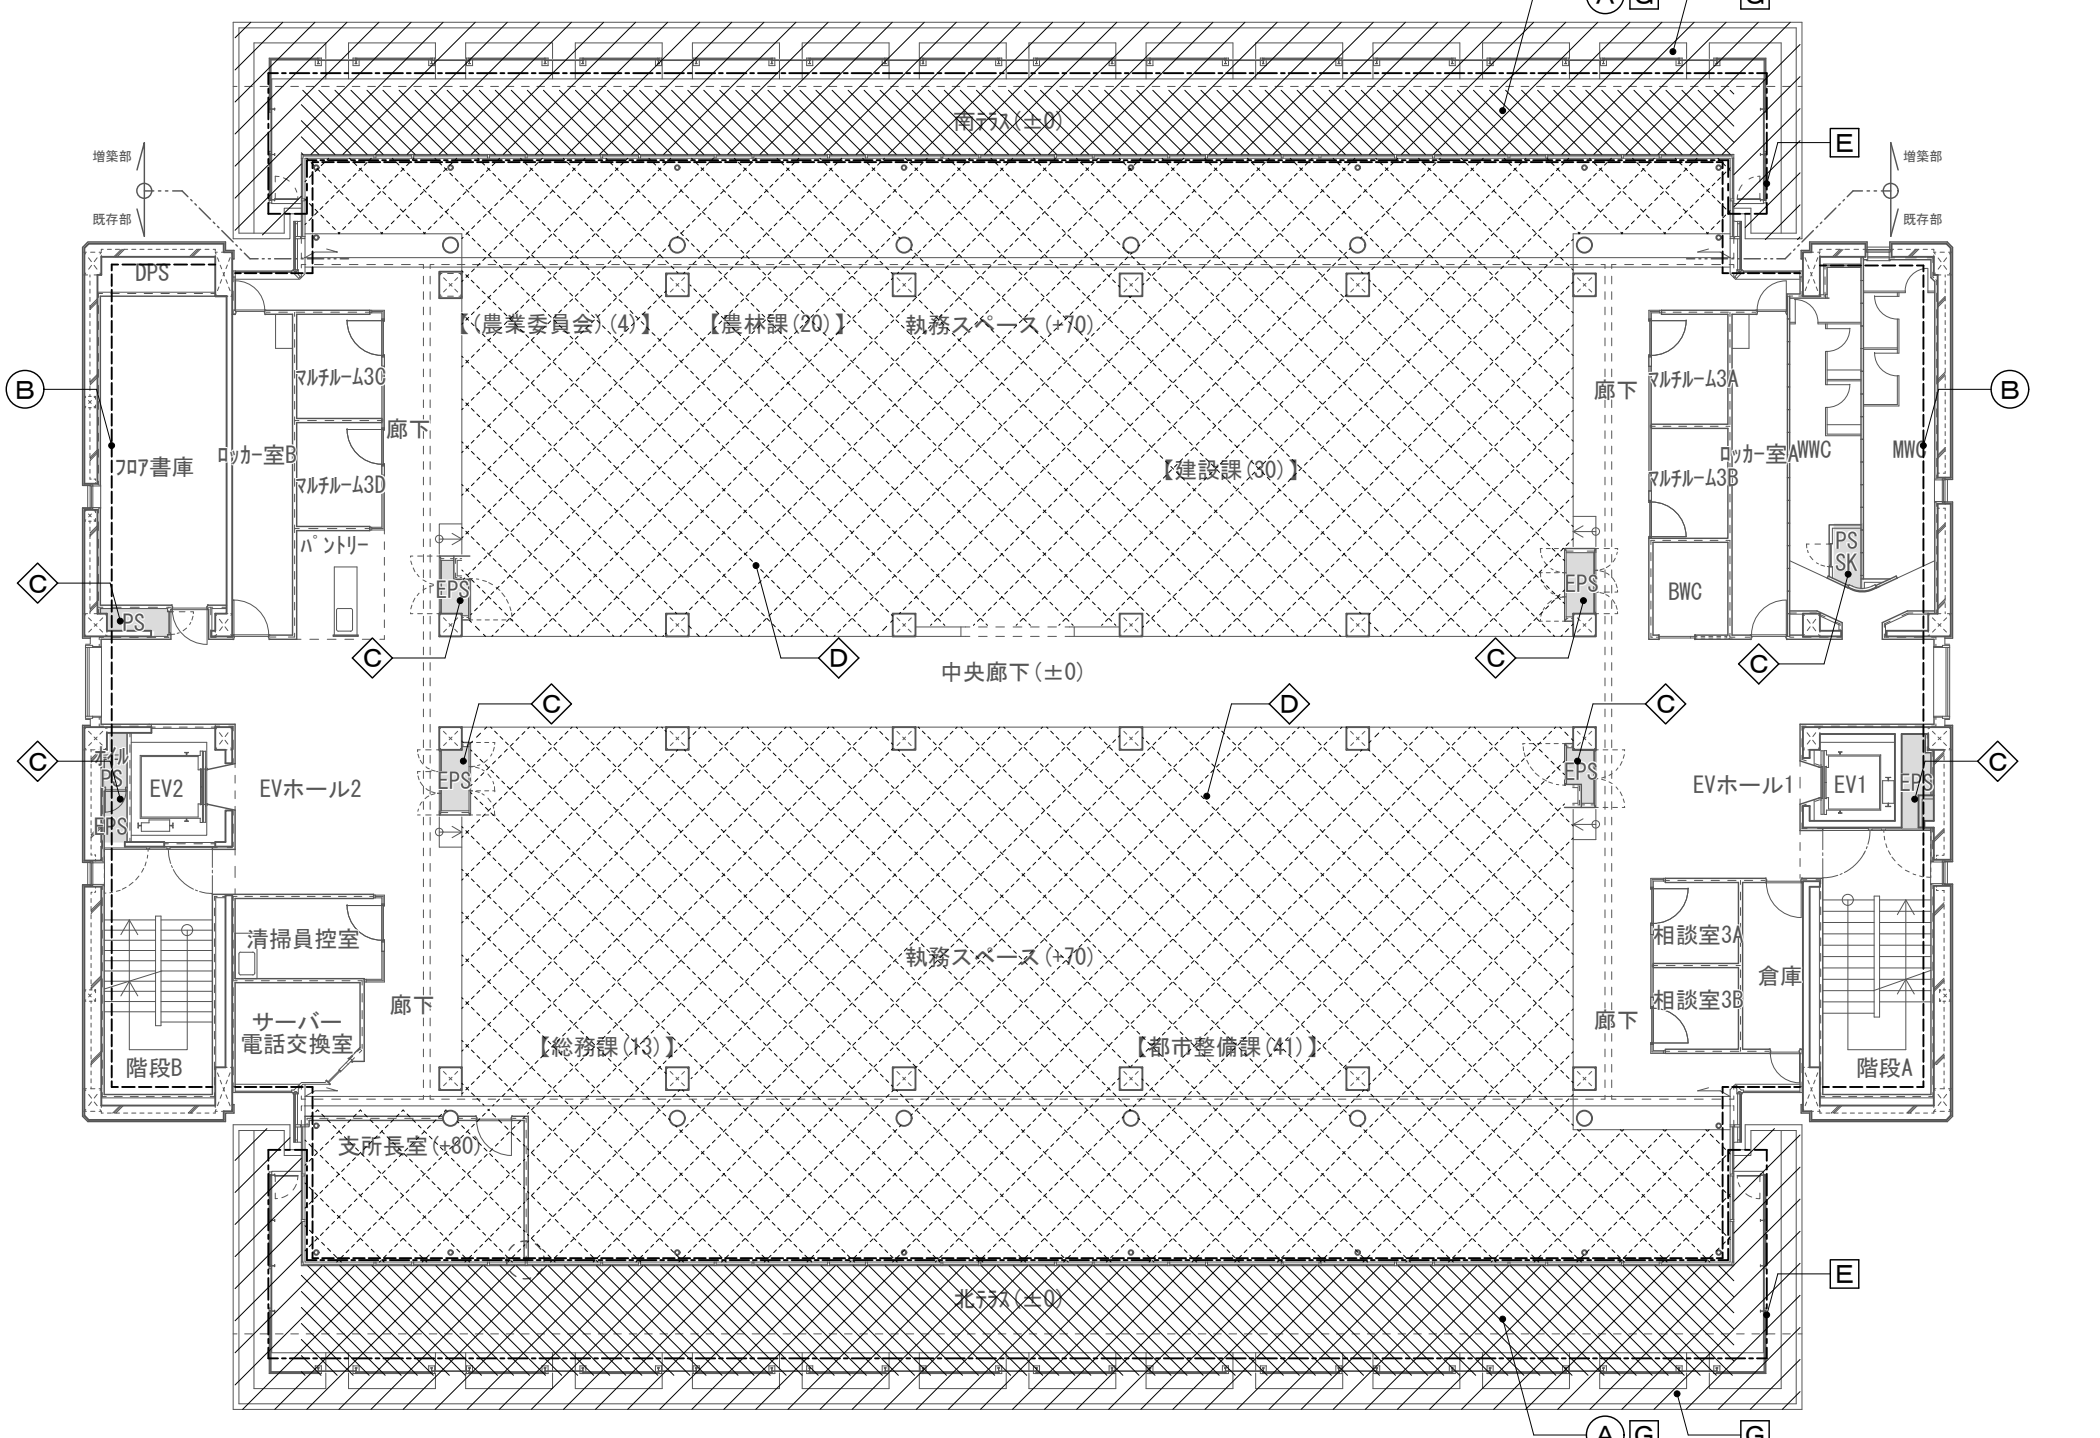 A G
G
南ﾃﾗｽ(±0)
E
増築部
既存部
増築部
既存部
DPS
【(農業委員会)(4)】
【農林課(20)】
執務スペース(+70)
B
フロア書庫
ロッカー室B
マルチルーム3C
廊下
マルチルーム3D
パントリー
【建設課(30)】
廊下
マルチルーム3A
マルチルーム3B
ロッカー室A
WWC
MWC
B
BWC
PS
SK
C
PS
EPS
C
D
EPS
C
C
中央廊下(±0)
C
D
C
C
オイル
PS
EPS
EV2
EVホール2
EPS
EPS
EVホール1
EV1
EPS
C
清掃員控室
サーバー
電話交換室
廊下
階段B
執務スペース(+70)
【総務課(13)】
【都市整備課(41)】
廊下
相談室3A
相談室3B
倉庫
階段A
支所長室(+80)
E
北ﾃﾗｽ(±0)
A G
G